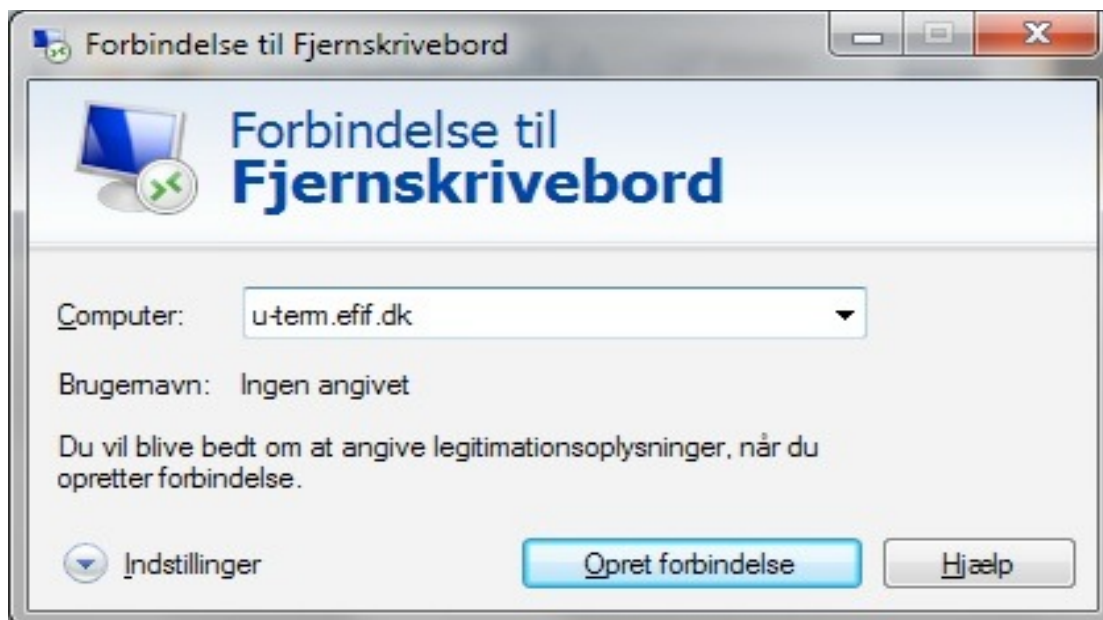 Forbindelse til Fjernskrivebord
Forbindelse til
Fjernskrivebord
Computer: u-term.efif.dk
Brugernavn: Ingen angivet
Du vil blive bedt om at angive legitimationsoplysninger, når du
opretter forbindelse.
Indstillinger Opret forbindelse Hjælp